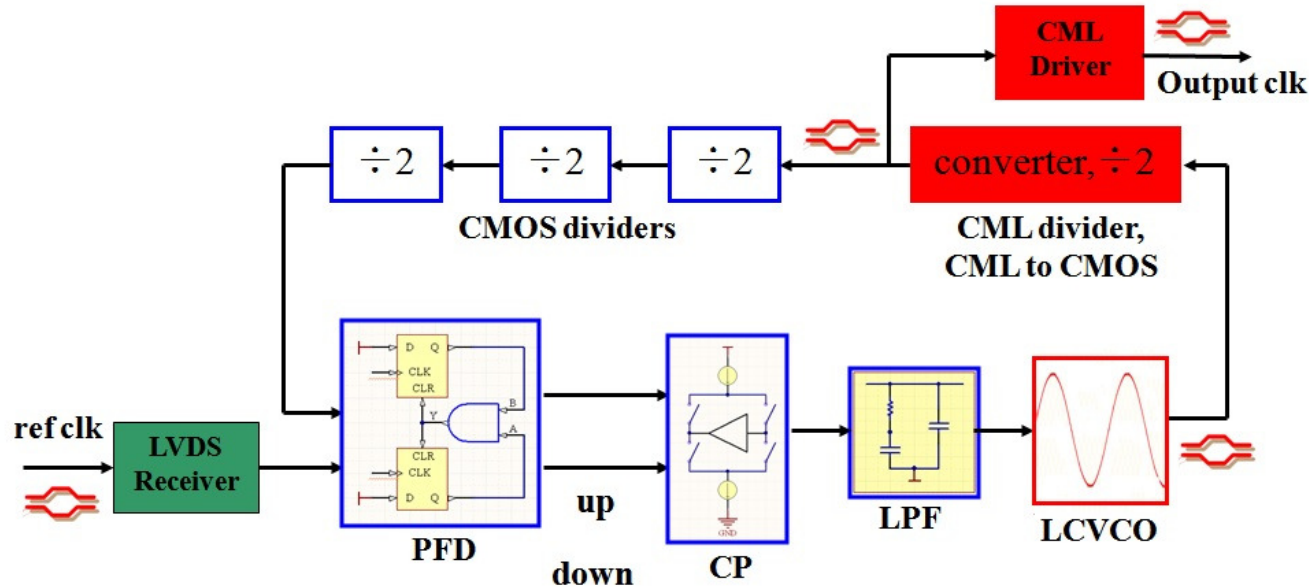 CML
Driver
Output clk
÷2
÷2
÷2
converter, ÷2
CMOS dividers
CML divider,
CML to CMOS
D Q
CLK
CLR
Y
B
A
CLR
CLK
D Q
ref clk
LVDS
Receiver
up
down
PFD
GND
CP
LPF
LCVCO